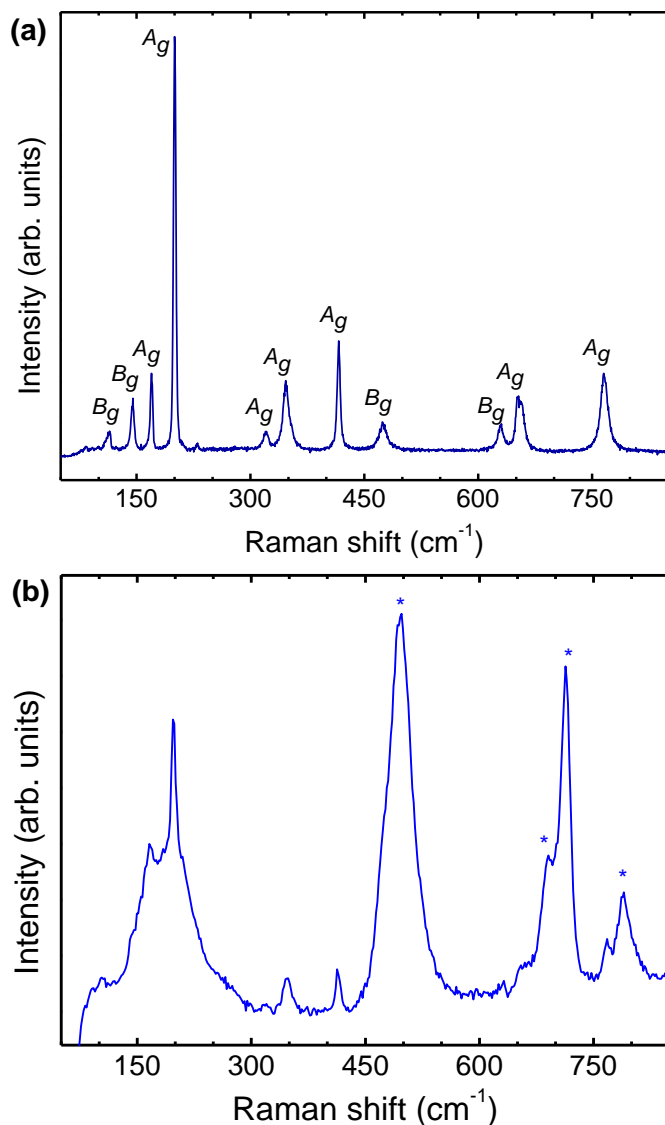 (a)
Intensity (arb. units)
Bg
Bg
Ag
Ag
Ag
Ag
Ag
Bg
Bg
Ag
Ag
150 300 450 600 750
Raman shift (cm-1)
(b)
Intensity (arb. units)
*
*
*
*
150 300 450 600 750
Raman shift (cm-1)